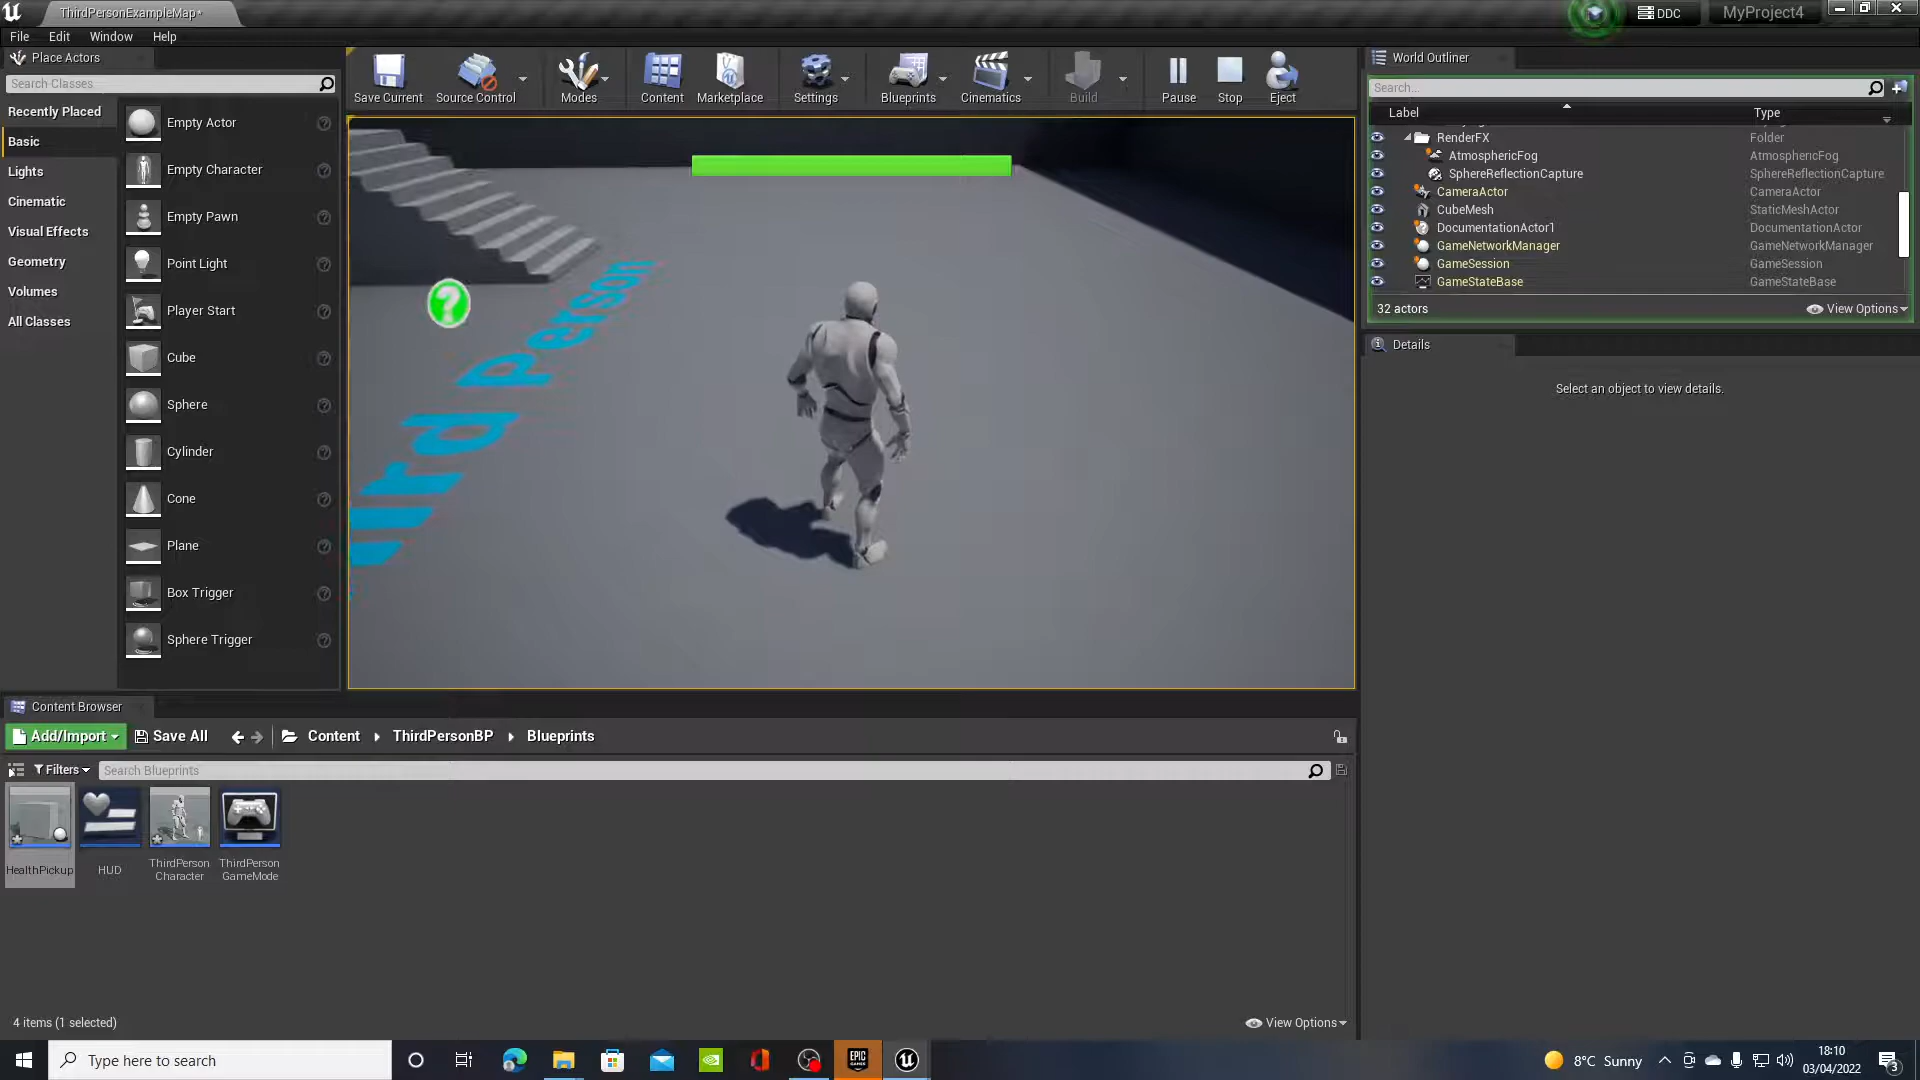 ThirdPersonExampleMap*
DDC
MyProject4
File Edit Window Help
Place Actors
Search Classes
Recently Placed
Basic
Lights
Cinematic
Visual Effects
Geometry
Volumes
All Classes
Empty Actor
Empty Character
Empty Pawn
Point Light
Player Start
Cube
Sphere
Cylinder
Cone
Plane
Box Trigger
Sphere Trigger
Save Current
Source Control
Modes
Content
Marketplace
Settings
Blueprints
Cinematics
Build
Pause
Stop
Eject
?
Third Person
World Outliner
Search...
Label Type
RenderFX Folder
AtmosphericFog AtmosphericFog
SphereReflectionCapture SphereReflectionCapture
CameraActor CameraActor
CubeMesh StaticMeshActor
DocumentationActor1 DocumentationActor
GameNetworkManager GameNetworkManager
GameSession GameSession
GameStateBase GameStateBase
32 actors
View Options
Details
Select an object to view details.
Content Browser
Add/Import
Save All
Content
ThirdPersonBP
Blueprints
Filters
Search Blueprints
HealthPickup
HUD
ThirdPerson
Character
ThirdPerson
GameMode
4 items (1 selected)
View Options
Type here to search
EPIC
GAMES
8°C Sunny
18:10
03/04/2022
3